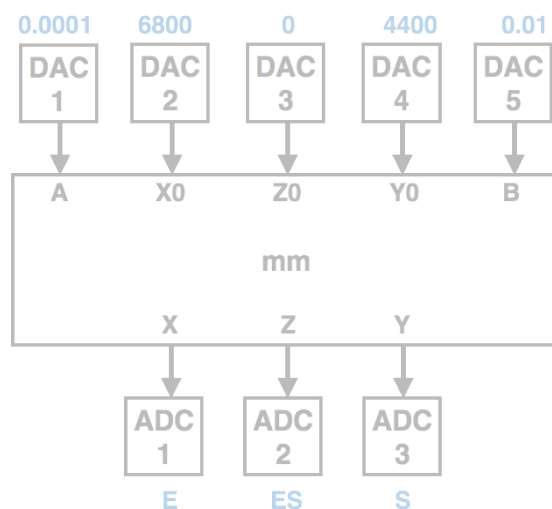 0.0001 6800 0 4400 0.01
DAC DAC DAC DAC DAC
1 2 3 4 5
A X0 Z0 Y0 B
mm
X Z Y
ADC ADC ADC
1 2 3
E ES S